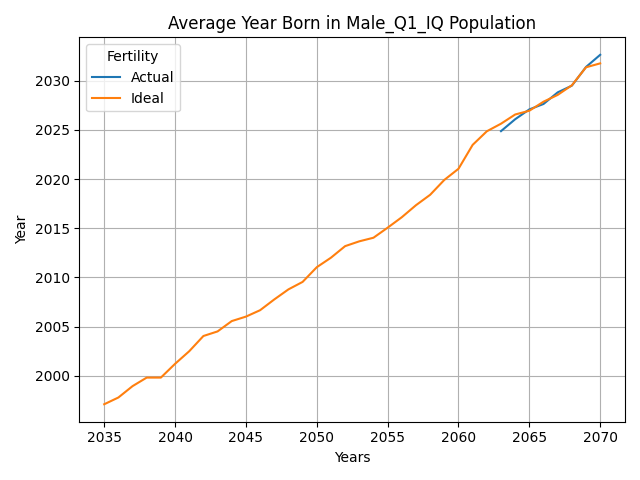 Average Year Born in Male_Q1_IQ Population
Fertility
Actual
Ideal
Year
2030
2025
2020
2015
2010
2005
2000
2035 2040 2045 2050 2055 2060 2065 2070
Years